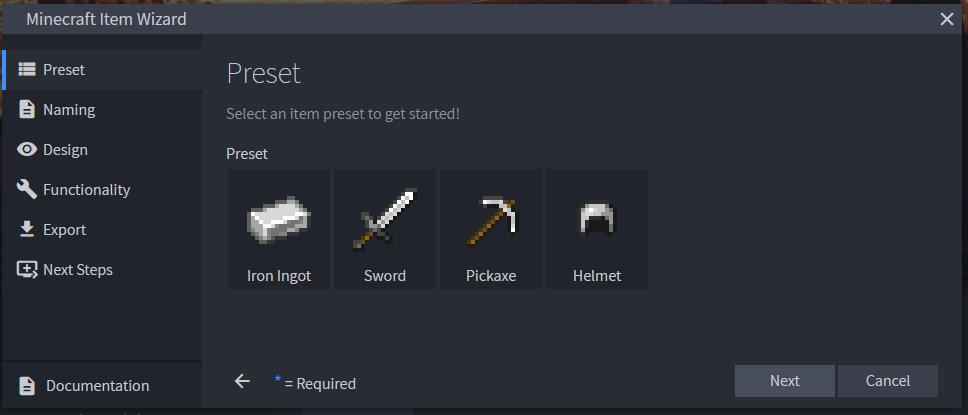 Minecraft Item Wizard
Preset
Naming
Design
Functionality
Export
Next Steps
Documentation
Preset
Select an item preset to get started!
Preset
Iron Ingot
Sword
Pickaxe
Helmet
* = Required
Next
Cancel